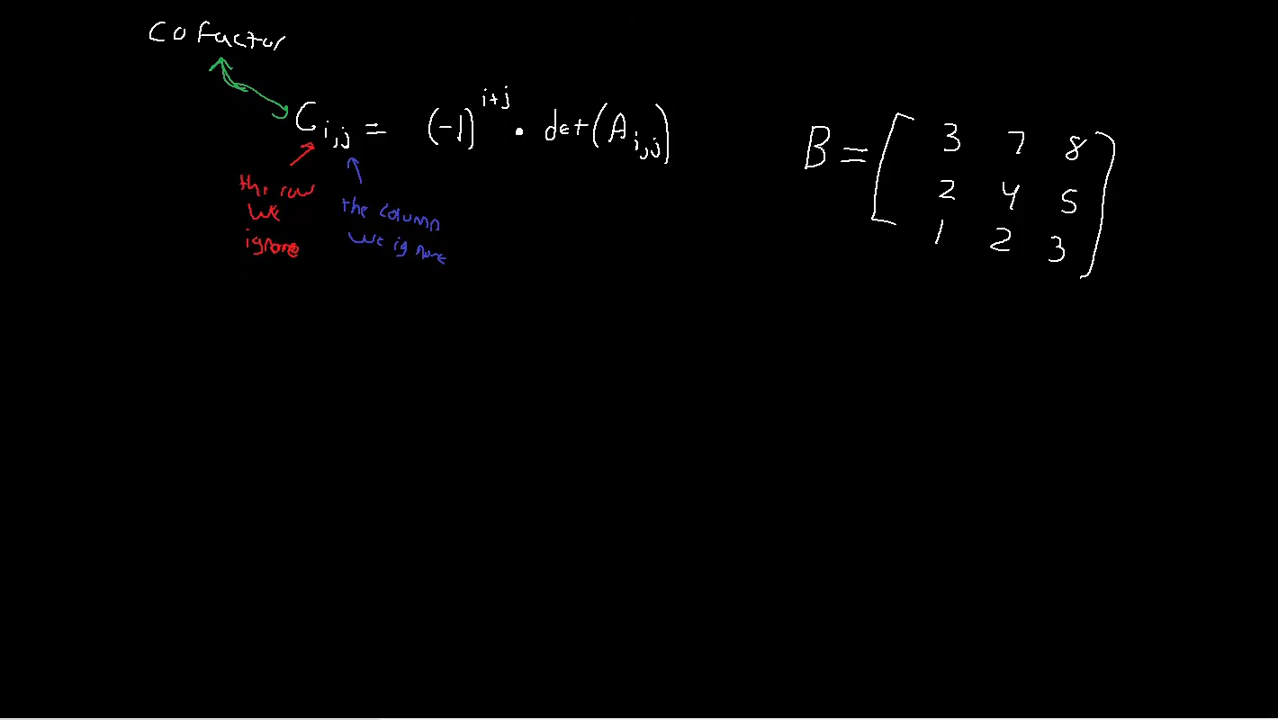 Cofactor
C i,j = (-1)^i+j · det(A i,j)
the row
we
ignore
the column
we ignore
B = [ 3 7 8
2 4 5
1 2 3 ]